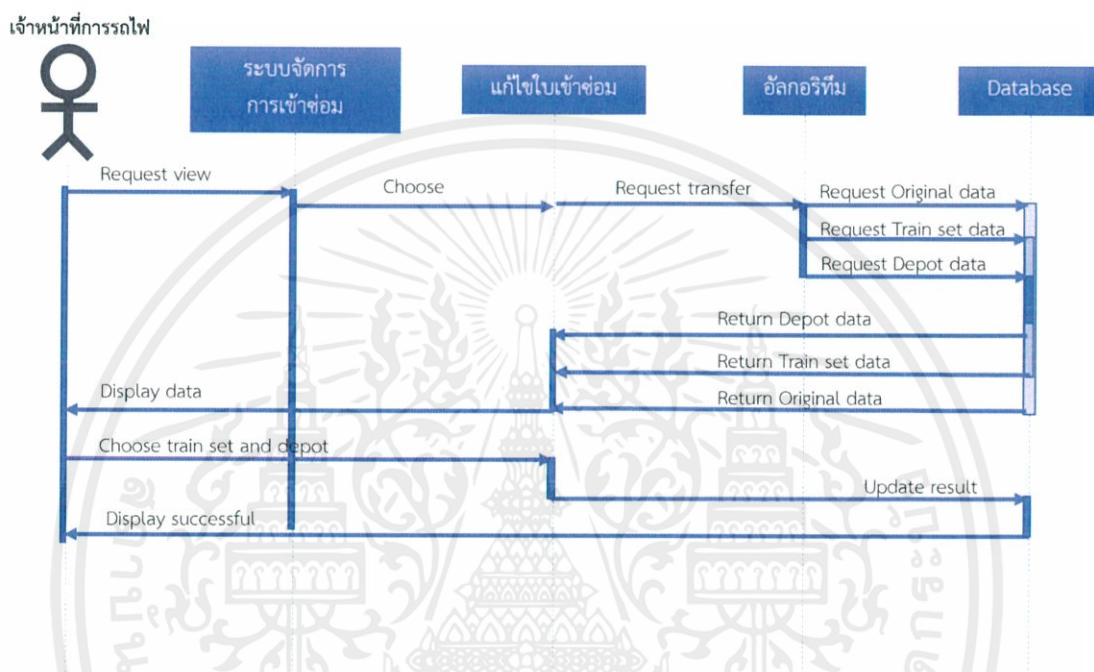 เจ้าหน้าที่การรถไฟ
ระบบจัดการ
การเข้าซ่อม
แก้ไขใบเข้าซ่อม
อัลกอริทึม
Database
Request view
Choose
Request transfer
Request Original data
Request Train set data
Request Depot data
Return Depot data
Return Train set data
Display data
Return Original data
Choose train set and depot
Update result
Display successful